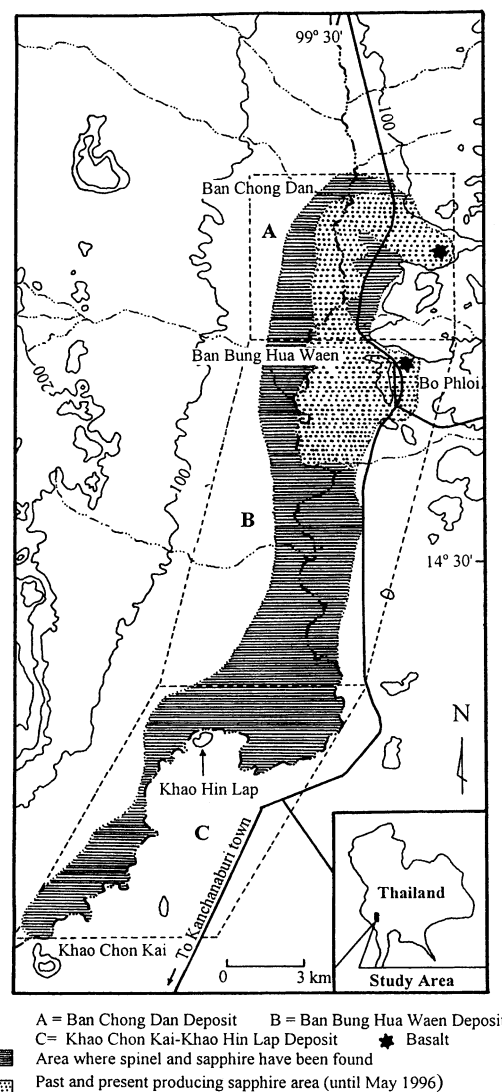 99° 30'
100
Ban Chong Dan
A
Ban Bung Hua Waen
Bo Phloi
200
100
B
14° 30'
N
Khao Hin Lap
C
To Kanchanaburi town
Thailand
Khao Chon Kai
0 3 km
Study Area
A = Ban Chong Dan Deposit B = Ban Bung Hua Waen Deposi
C= Khao Chon Kai-Khao Hin Lap Deposit Basalt
Area where spinel and sapphire have been found
Past and present producing sapphire area (until May 1996)